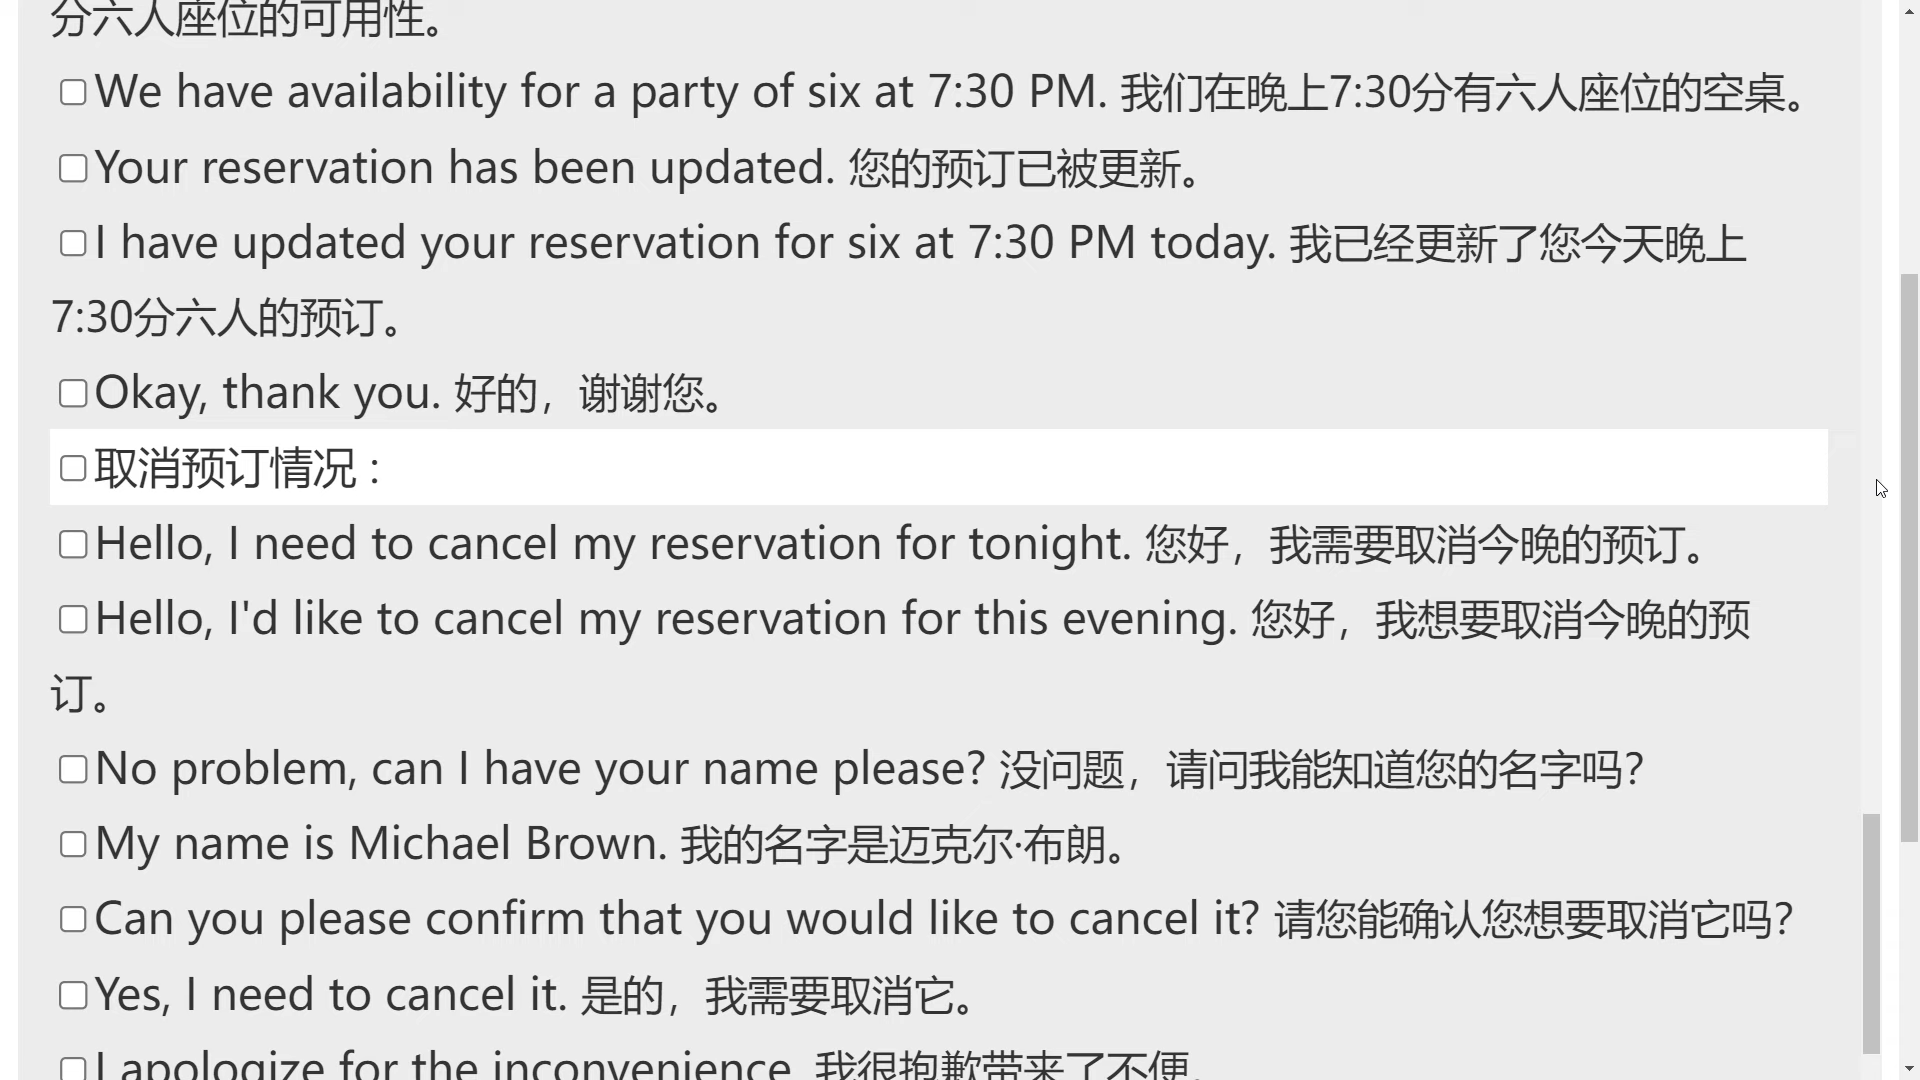 分六人座位的可用性。
We have availability for a party of six at 7:30 PM. 我们在晚上7:30分有六人座位的空桌。
Your reservation has been updated. 您的预订已被更新。
I have updated your reservation for six at 7:30 PM today. 我已经更新了您今天晚上
7:30分六人的预订。
Okay, thank you. 好的，谢谢您。
取消预订情况：
Hello, I need to cancel my reservation for tonight. 您好，我需要取消今晚的预订。
Hello, I'd like to cancel my reservation for this evening. 您好，我想要取消今晚的预
订。
No problem, can I have your name please? 没问题，请问我能知道您的名字吗？
My name is Michael Brown. 我的名字是迈克尔·布朗。
Can you please confirm that you would like to cancel it? 请您能确认您想要取消它吗？
Yes, I need to cancel it. 是的，我需要取消它。
I apologize for the inconvenience. 我很抱歉带来了不便。